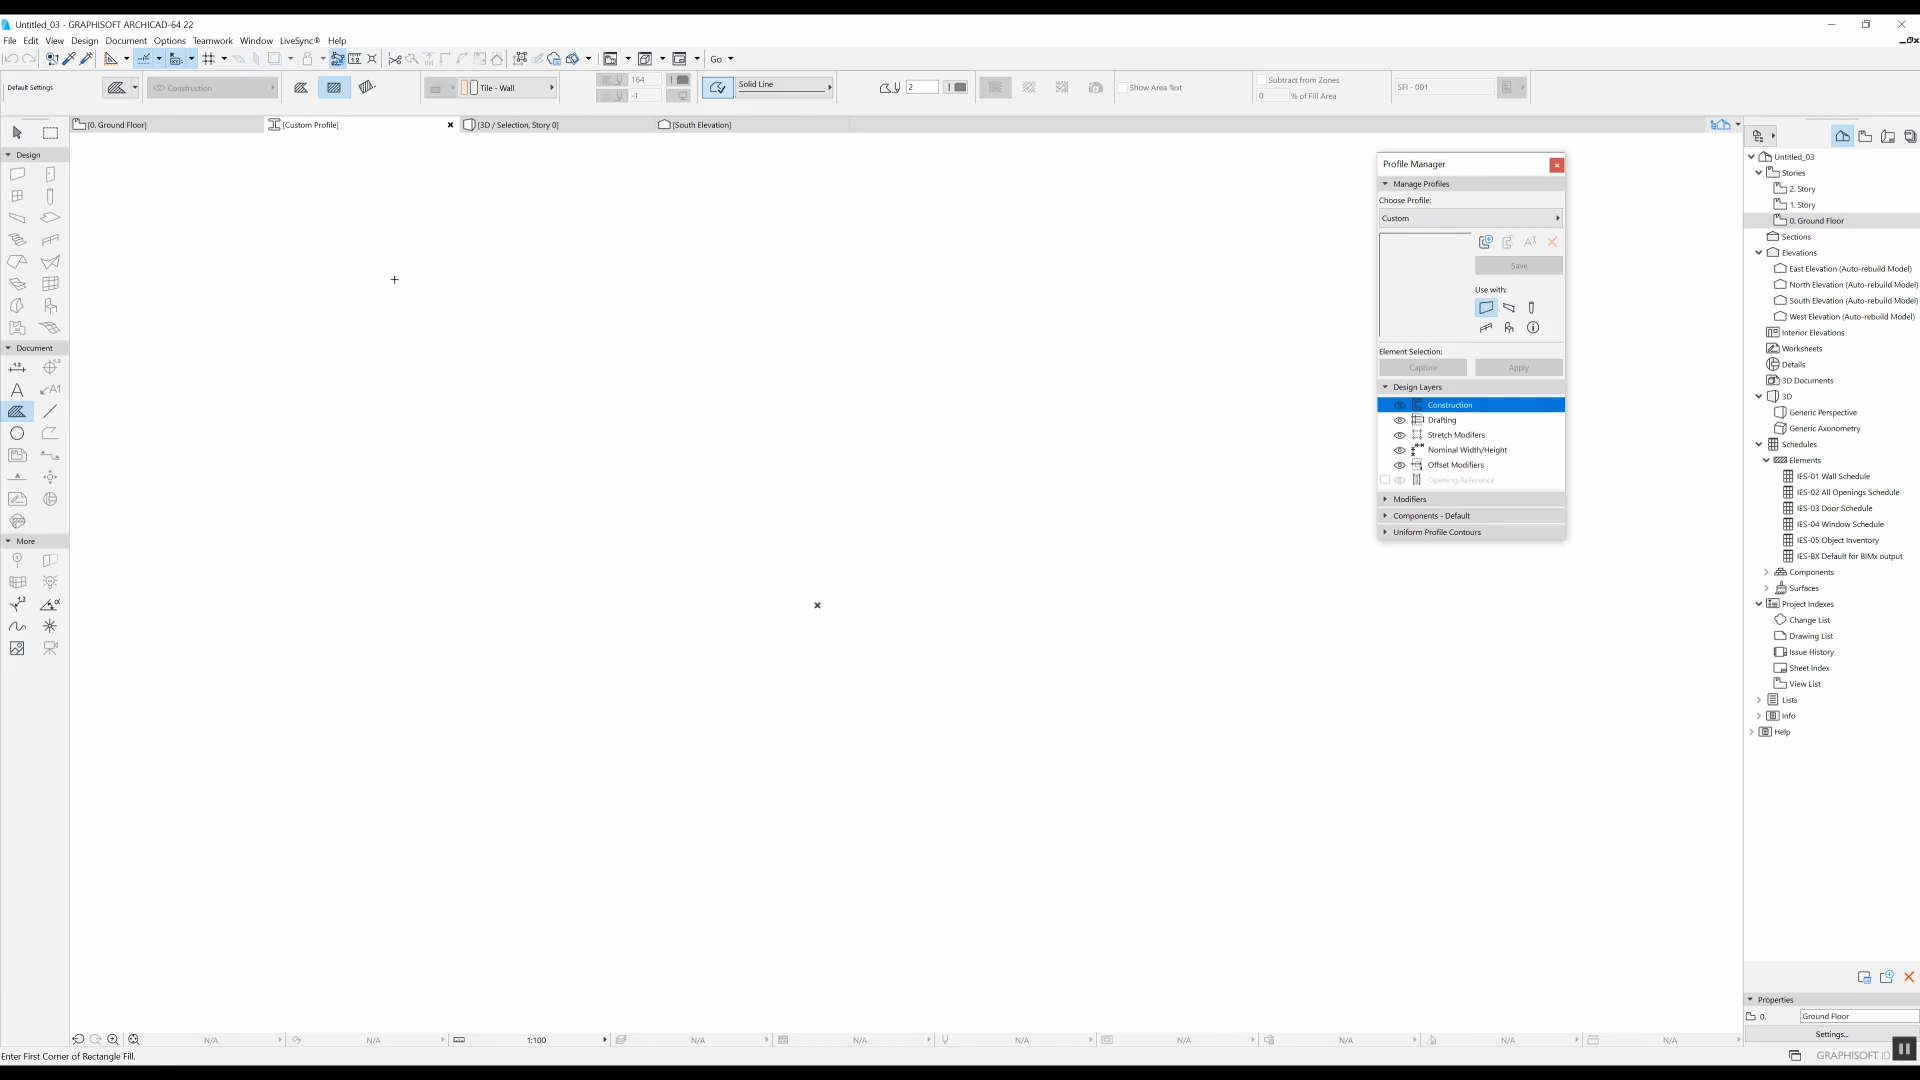 Untitled_03 - GRAPHISOFT ARCHICAD-64 22
File Edit View Design Document Options Teamwork Window LiveSync® Help
Go
Default Settings
Construction
Tile - Wall
164
-1
Solid Line
2
Show Area Text
Subtract from Zones
0 % of Fill Area
SFI - 001
[0. Ground Floor]
[Custom Profile]
[3D / Selection, Story 0]
[South Elevation]
Design
Document
More
Profile Manager
Manage Profiles
Choose Profile:
Custom
Save
Use with:
Element Selection:
Capture
Apply
Design Layers
Construction
Drafting
Stretch Modifers
Nominal Width/Height
Offset Modifiers
Opening Reference
Modifiers
Components - Default
Uniform Profile Contours
Untitled_03
Stories
2. Story
1. Story
0. Ground Floor
Sections
Elevations
East Elevation (Auto-rebuild Model)
North Elevation (Auto-rebuild Model)
South Elevation (Auto-rebuild Model)
West Elevation (Auto-rebuild Model)
Interior Elevations
Worksheets
Details
3D Documents
3D
Generic Perspective
Generic Axonometry
Schedules
Elements
IES-01 Wall Schedule
IES-02 All Openings Schedule
IES-03 Door Schedule
IES-04 Window Schedule
IES-05 Object Inventory
IES-BX Default for BIMx output
Components
Surfaces
Project Indexes
Change List
Drawing List
Issue History
Sheet Index
View List
Lists
Info
Help
Properties
0. Ground Floor
Settings...
N/A N/A 1:100 N/A N/A N/A N/A N/A N/A N/A
Enter First Corner of Rectangle Fill.
GRAPHISOFT ID